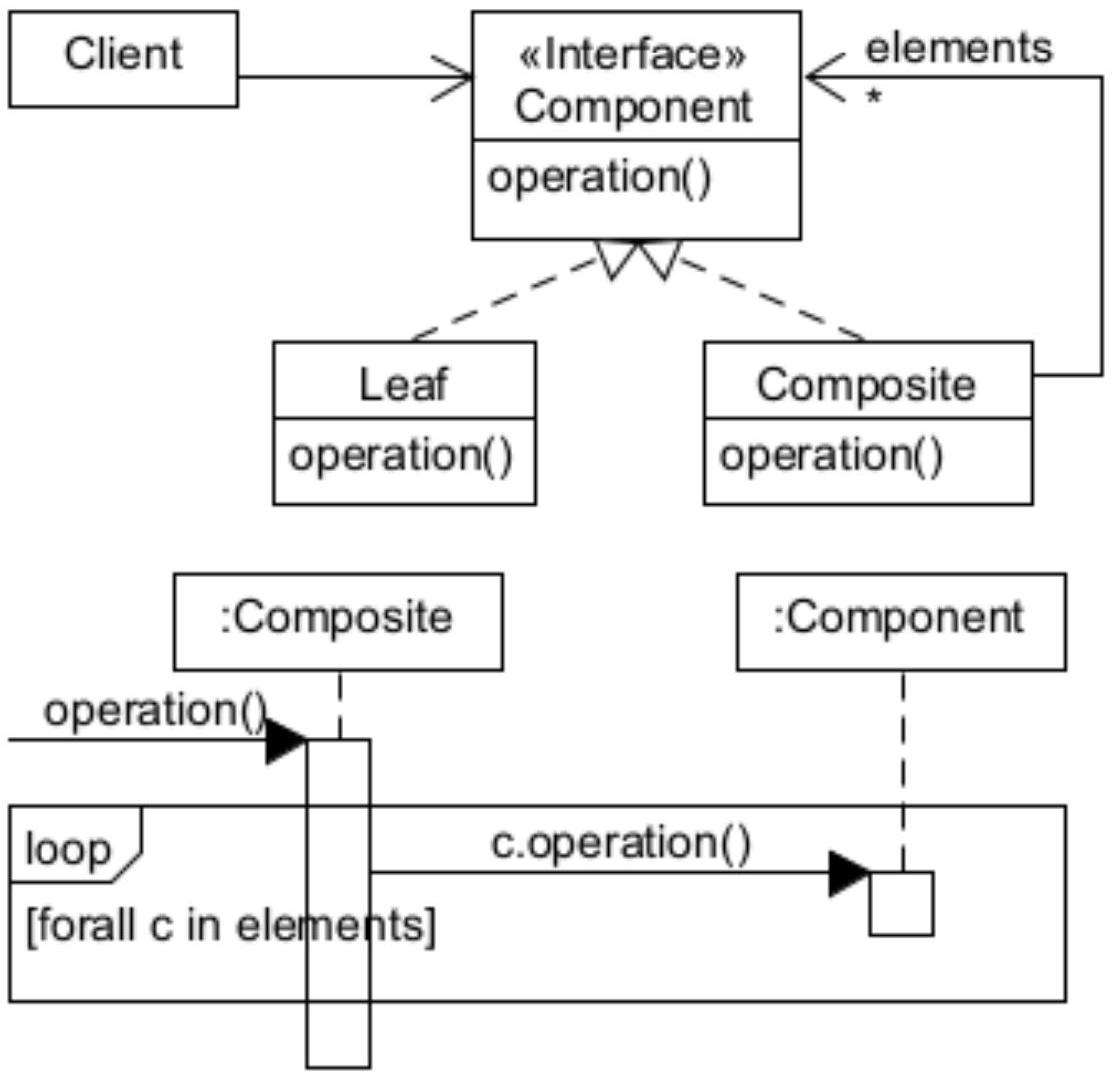 Client
«Interface»
Component
operation()
elements
*
Leaf
operation()
Composite
operation()
:Composite
:Component
operation()
loop
c.operation()
[forall c in elements]